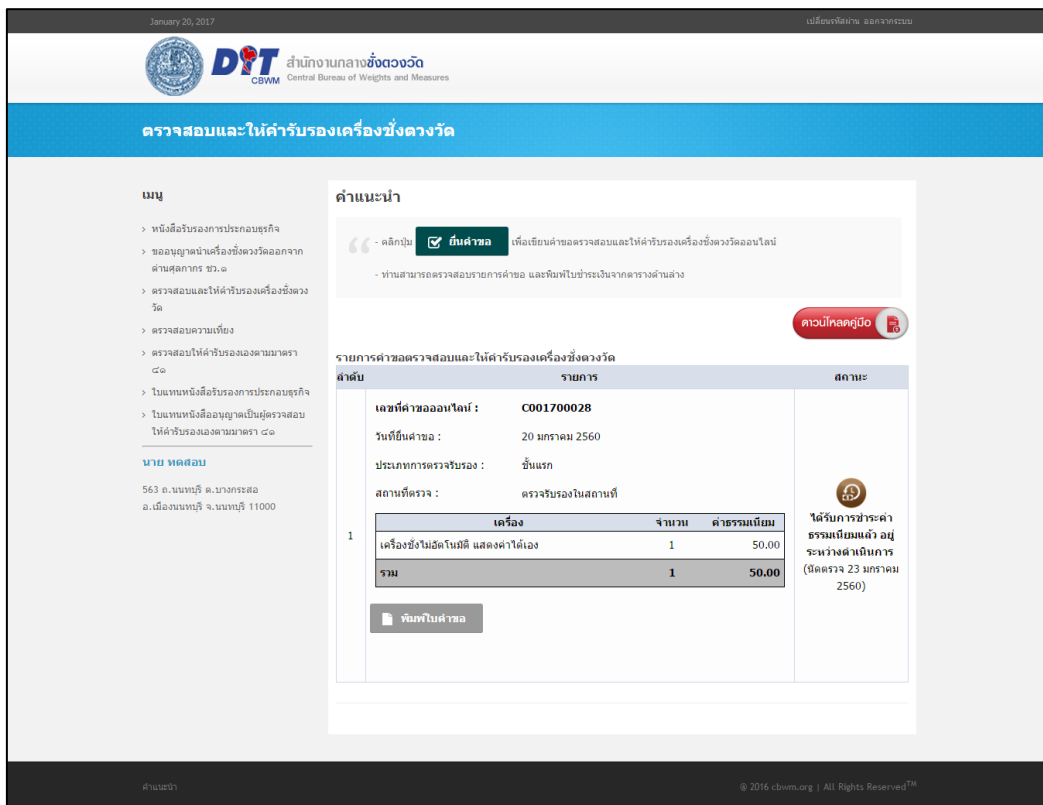 January 20, 2017
เปลี่ยนรหัสผ่าน ออกจากระบบ
DIT CBWM
สำนักงานกลางชั่งตวงวัด
Central Bureau of Weights and Measures
ตรวจสอบและให้คำรับรองเครื่องชั่งตวงวัด
เมนู
> หนังสือรับรองการประกอบธุรกิจ
> ขออนุญาตนำเครื่องชั่งตวงวัดออกจาก
ด่านศุลกากร ชว.๑
> ตรวจสอบและให้คำรับรองเครื่องชั่งตวง
วัด
> ตรวจสอบความเที่ยง
> ตรวจสอบให้คำรับรองเองตามมาตรา
๔๑
> ใบแทนหนังสือรับรองการประกอบธุรกิจ
> ใบแทนหนังสืออนุญาตเป็นผู้ตรวจสอบ
ให้คำรับรองเองตามมาตรา ๔๑
นาย ทดสอบ
563 ถ.นนทบุรี ต.บางกระสอ
อ.เมืองนนทบุรี จ.นนทบุรี 11000
คำแนะนำ
- คลิกปุ่ม ยื่นคำขอ เพื่อเขียนคำขอตรวจสอบและให้คำรับรองเครื่องชั่งตวงวัดออนไลน์
- ท่านสามารถตรวจสอบรายการคำขอ และพิมพ์ใบชำระเงินจากตารางด้านล่าง
ดาวน์โหลดคู่มือ
รายการคำขอตรวจสอบและให้คำรับรองเครื่องชั่งตวงวัด
ลำดับ รายการ สถานะ
1
เลขที่คำขอออนไลน์ : C001700028
วันที่ยื่นคำขอ : 20 มกราคม 2560
ประเภทการตรวจรับรอง : ชั้นแรก
สถานที่ตรวจ : ตรวจรับรองในสถานที่
เครื่อง จำนวน ค่าธรรมเนียม
เครื่องชั่งไม่อัตโนมัติ แสดงค่าได้เอง 1 50.00
รวม 1 50.00
พิมพ์ใบคำขอ
ได้รับการชำระค่า
ธรรมเนียมแล้ว อยู่
ระหว่างดำเนินการ
(นัดตรวจ 23 มกราคม
2560)
คำแนะนำ
@ 2016 cbwm.org | All Rights Reserved™